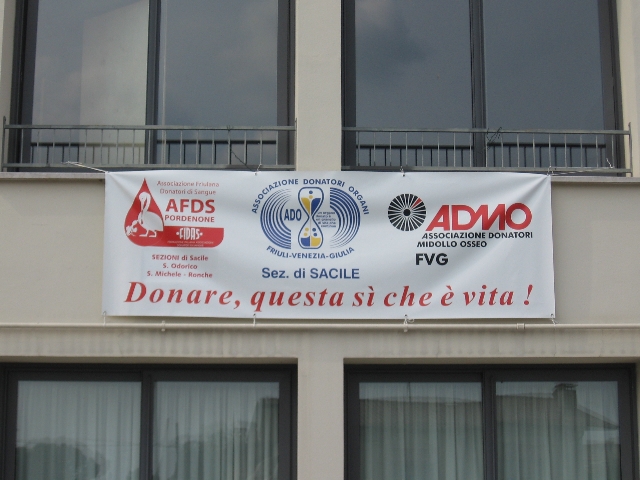 Associazione Friulana
Donatori di Sangue
AFDS
PORDENONE
FIDAS
SEZIONI di Sacile
S. Odorico
S. Michele - Ronche
ASSOCIAZIONE DONATORI ORGANI
ADO
FRIULI-VENEZIA-GIULIA
Sez. di SACILE
ADMO
ASSOCIAZIONE DONATORI
MIDOLLO OSSEO
FVG
Donare, questa sì che è vita !